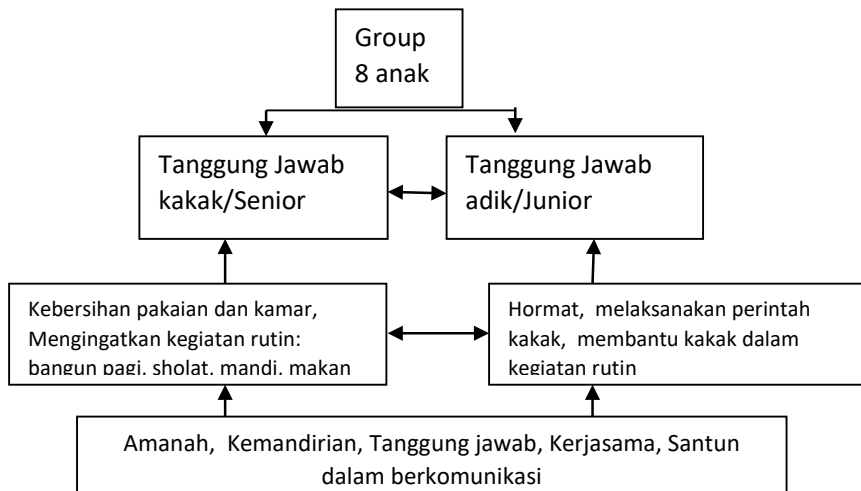 Group
8 anak
Tanggung Jawab
kakak/Senior
Tanggung Jawab
adik/Junior
Kebersihan pakaian dan kamar,
Mengingatkan kegiatan rutin:
bangun pagi, sholat, mandi, makan
Hormat, melaksanakan perintah
kakak, membantu kakak dalam
kegiatan rutin
Amanah, Kemandirian, Tanggung jawab, Kerjasama, Santun
dalam berkomunikasi